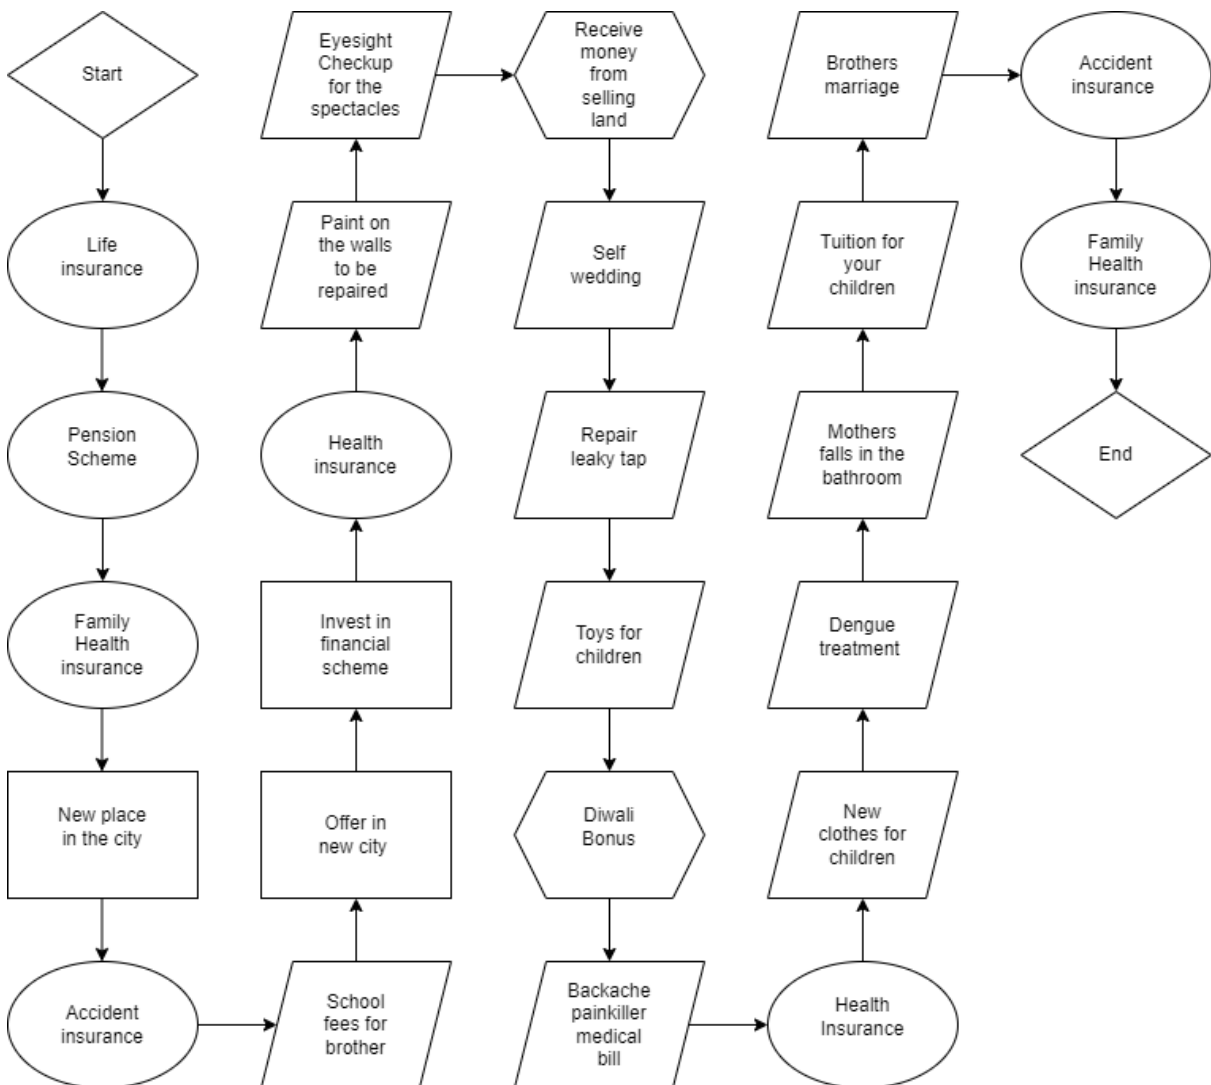 Start
Life
insurance
Pension
Scheme
Family
Health
insurance
New place
in the city
Accident
insurance
School
fees for
brother
Offer in
new city
Invest in
financial
scheme
Health
insurance
Paint on
the walls
to be
repaired
Eyesight
Checkup
for the
spectacles
Receive
money
from
selling
land
Self
wedding
Repair
leaky tap
Toys for
children
Diwali
Bonus
Backache
painkiller
medical
bill
Health
Insurance
New
clothes for
children
Dengue
treatment
Mothers
falls in the
bathroom
Tuition for
your
children
Brothers
marriage
Accident
insurance
Family
Health
insurance
End